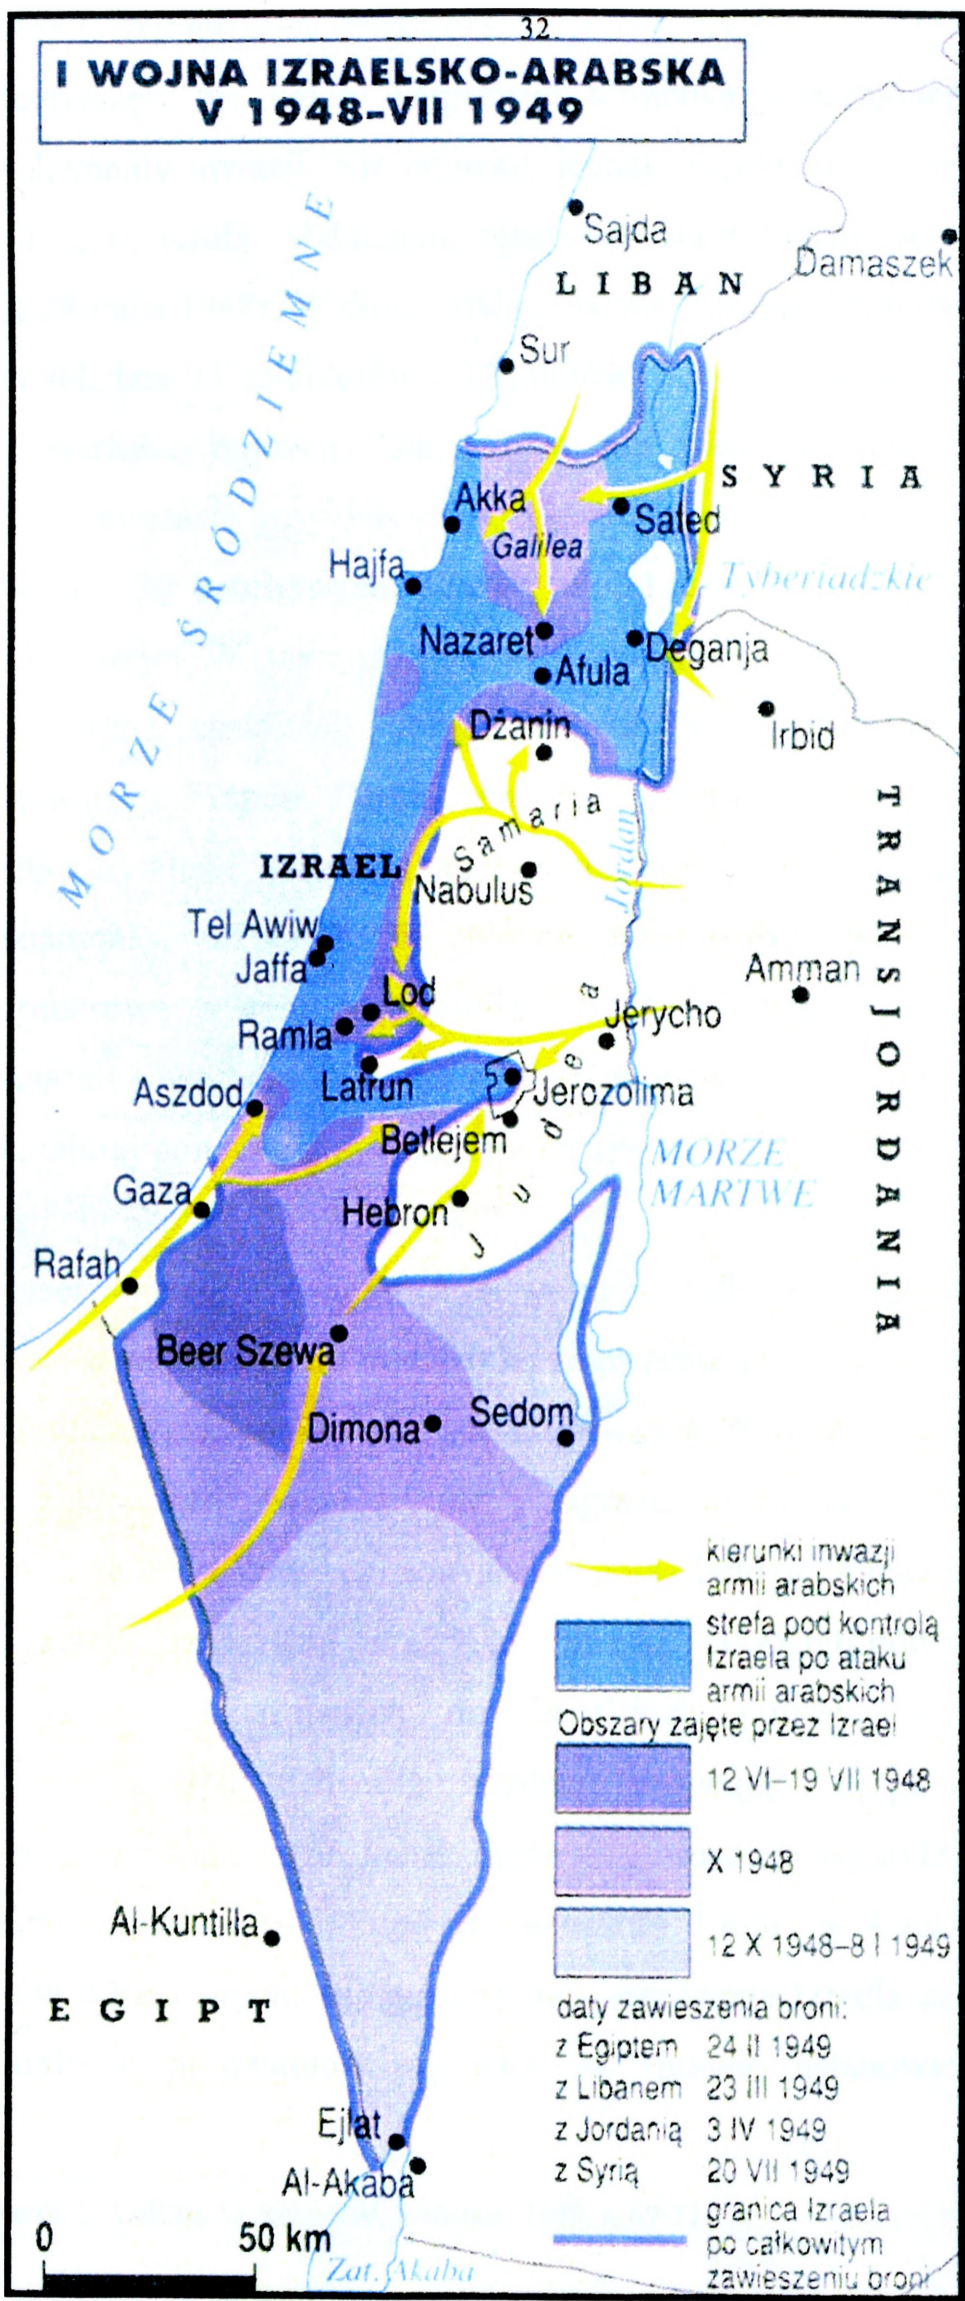 32
I WOJNA IZRAELSKO-ARABSKA
V 1948–VII 1949
MORZE ŚRODZIEMNE
Sajda
LIBAN
Damaszek
Sur
SYRIA
Akka
Sated
Galilea
Hajfa
Tyberiadzkie
Nazaret
Deganja
Afula
Irbid
Dżanin
Samaria
Jordan
TRANSJORDANIA
IZRAEL
Nabulus
Tel Awiw
Jaffa
Amman
Lod
Jerycho
Ramla
Latrun
Aszdod
Jerozolima
Betlejem
Judea
MORZE
MARTWE
Gaza
Hebron
Rafah
Beer Szewa
Dimona
Sedom
kierunki inwazji
armii arabskich
strefa pod kontrolą
Izraela po ataku
armii arabskich
Obszary zajęte przez Izrael
12 VI–19 VII 1948
X 1948
12 X 1948–8 I 1949
Al-Kuntilla
EGIPT
daty zawieszenia broni:
z Egiptem 24 II 1949
z Libanem 23 III 1949
z Jordanią 3 IV 1949
z Syrią 20 VII 1949
Ejlat
Al-Akaba
granica Izraela
po całkowitym
zawieszeniu broni
0 50 km
Zat. Akaba